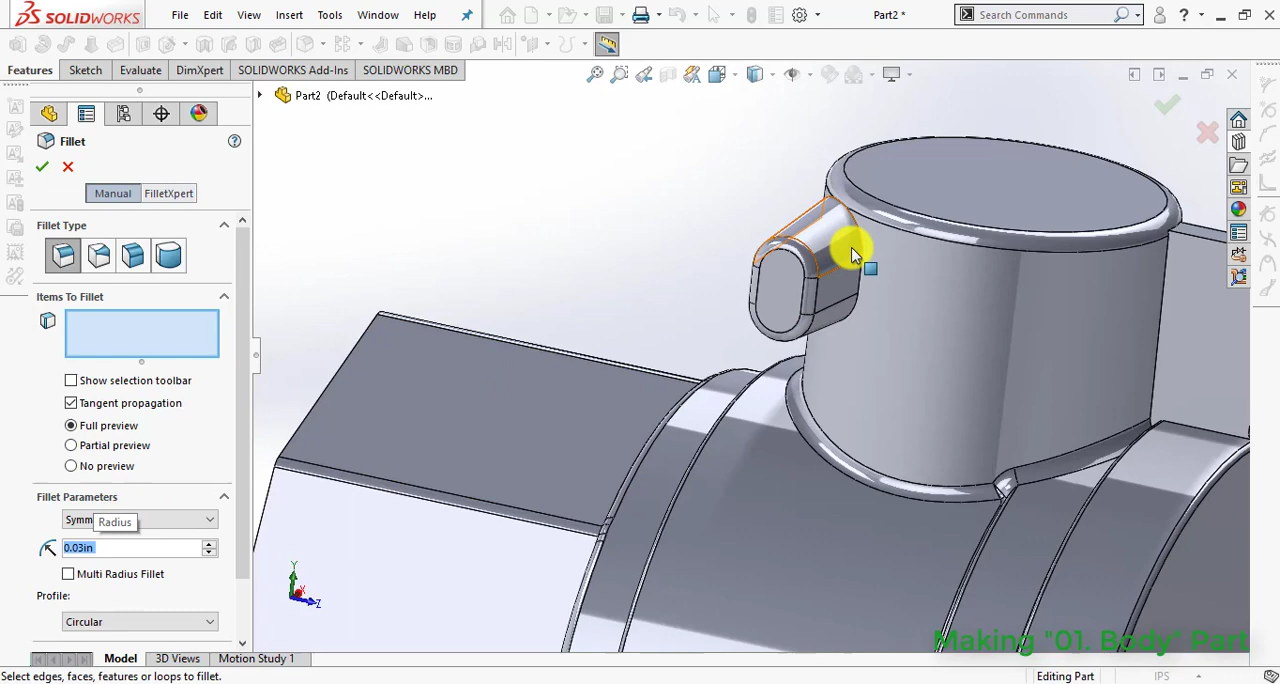 SOLIDWORKS
File Edit View Insert Tools Window Help
Part2 *
Search Commands
?
Features Sketch Evaluate DimXpert SOLIDWORKS Add-Ins SOLIDWORKS MBD
Part2 (Default<<Default>...
Fillet
?
Manual FilletXpert
Fillet Type
Items To Fillet
Show selection toolbar
Tangent propagation
Full preview
Partial preview
No preview
Fillet Parameters
Symm
Radius
0.03in
Multi Radius Fillet
Profile:
Circular
Y
X
Z
Making "01. Body" Part
Model 3D Views Motion Study 1
Select edges, faces, features or loops to fillet.
Editing Part
IPS